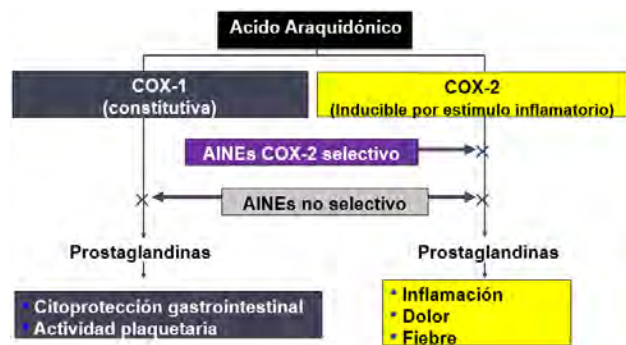 Acido Araquidónico
COX-1
(constitutiva)
COX-2
(Inducible por estimulo inflamatorio)
AINEs COX-2 selectivo
AINEs no selectivo
Prostaglandinas
Prostaglandinas
• Citoprotección gastrointestinal
• Actividad plaquetaria
• Inflamación
• Dolor
• Fiebre